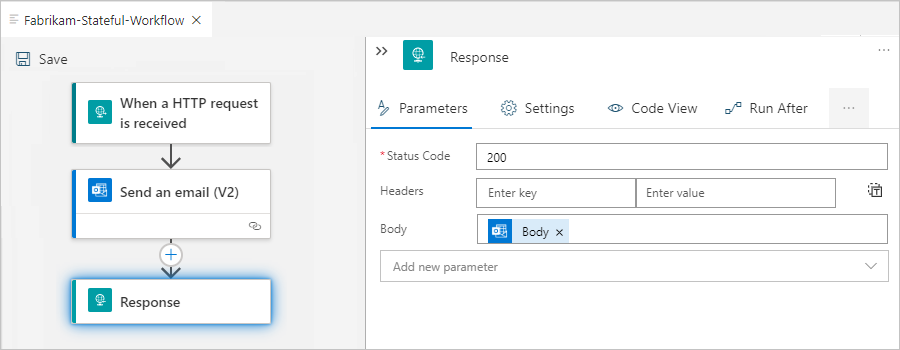 Fabrikam-Stateful-Workflow
Save
When a HTTP request
is received
Send an email (V2)
Response
Response
Parameters
Settings
Code View
Run After
* Status Code
200
Headers
Enter key
Enter value
Body
Body
Add new parameter